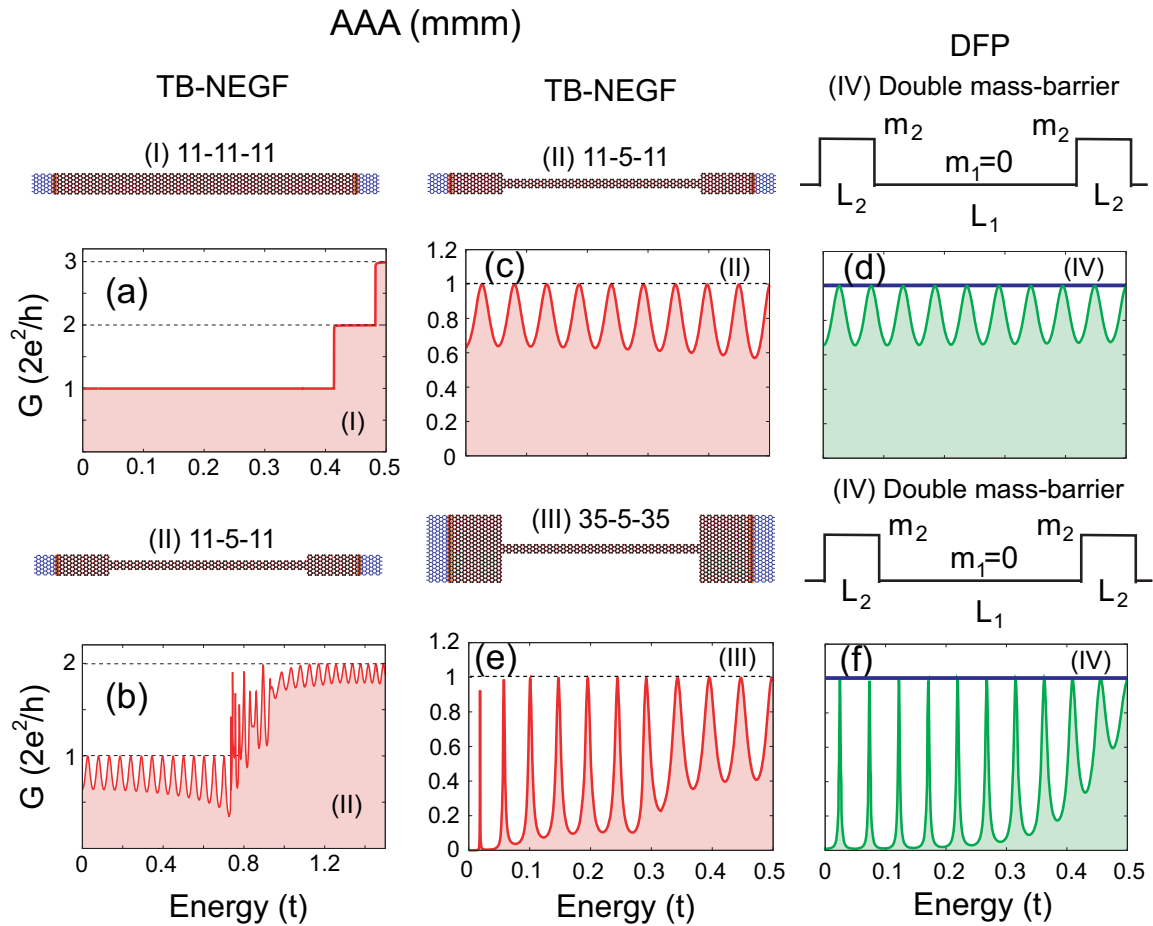 AAA (mmm)
TB-NEGF
TB-NEGF
DFP
(IV) Double mass-barrier
(I) 11-11-11
(II) 11-5-11
m2
m2
m1=0
L2
L2
L1
G (2e²/h)
3
2
1
(a)
(I)
0
0.1
0.2
0.3
0.4
0.5
1.2
1
0.8
0.6
0.4
0.2
0
(c)
(II)
(d)
(IV)
(II) 11-5-11
(III) 35-5-35
(IV) Double mass-barrier
m2
m2
m1=0
L2
L2
L1
G (2e²/h)
2
1
(b)
(II)
0
0.4
0.8
1.2
Energy (t)
1
0.8
0.6
0.4
0.2
0
(e)
(III)
0
0.1
0.2
0.3
0.4
0.5
Energy (t)
(f)
(IV)
0
0.1
0.2
0.3
0.4
0.5
Energy (t)